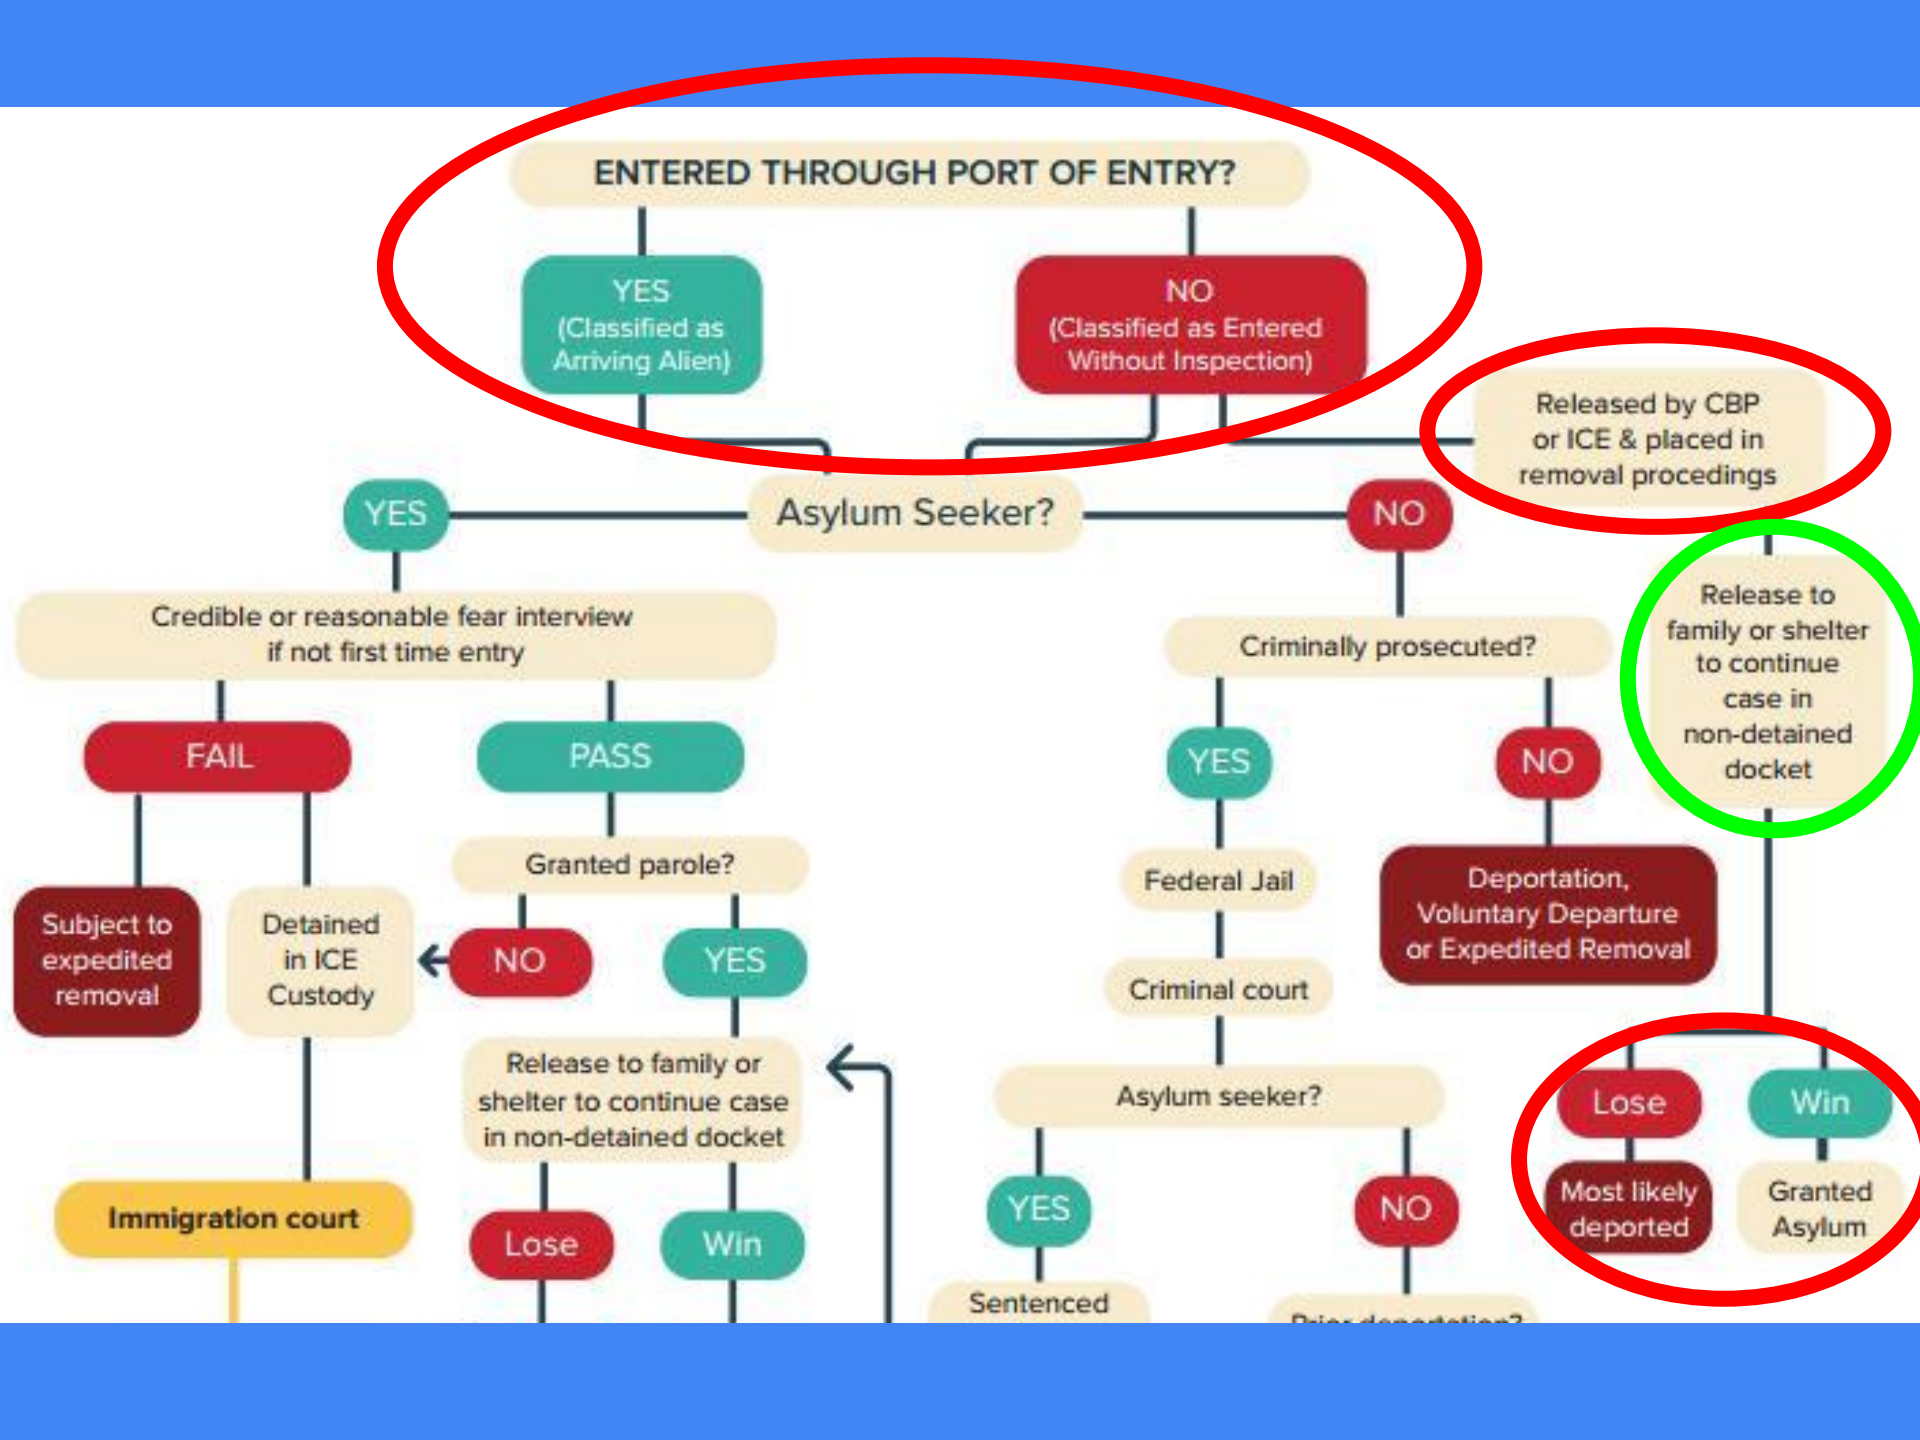 ENTERED THROUGH PORT OF ENTRY?
YES
(Classified as
Arriving Alien)
NO
(Classified as Entered
Without Inspection)
Released by CBP
or ICE & placed in
removal procedings
YES
Asylum Seeker?
NO
Credible or reasonable fear interview
if not first time entry
Criminally prosecuted?
Release to
family or shelter
to continue
case in
non-detained
docket
FAIL
PASS
YES
NO
Granted parole?
Federal Jail
Deportation,
Voluntary Departure
or Expedited Removal
Subject to
expedited
removal
Detained
in ICE
Custody
NO
YES
Criminal court
Release to family or
shelter to continue case
in non-detained docket
Asylum seeker?
Lose
Win
Most likely
deported
Granted
Asylum
Immigration court
Lose
Win
YES
NO
Sentenced
Prior deportation?